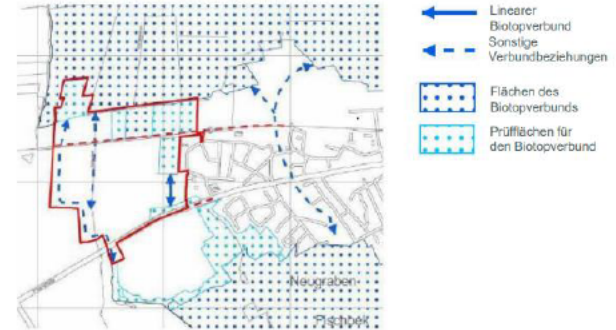 Linearer
Biotopverbund
Sonstige
Verbundbeziehungen
Flächen des
Biotopverbunds
Prüfflächen für
den Biotopverbund
Neugraben
Fischbek